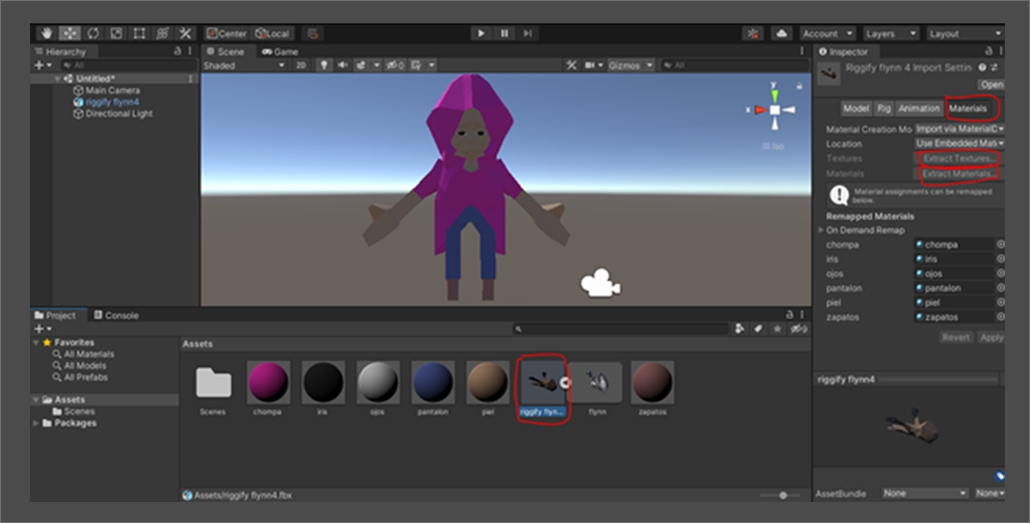 Center Local Account Layers Layout
Hierarchy
All
Untitled*
Main Camera
riggify flynn4
Directional Light
Scene Game
Shaded 2D Gizmos All
y
x
Iso
Inspector
Riggify flynn 4 Import Settin
Open
Model Rig Animation Materials
Material Creation Mo Import via MaterialD
Location Use Embedded Mate
Textures Extract Textures...
Materials Extract Materials...
Material assignments can be remapped
below.
Remapped Materials
On Demand Remap
chompa chompa
iris iris
ojos ojos
pantalon pantalon
piel piel
zapatos zapatos
Revert Apply
Project Console
Favorites
All Materials
All Models
All Prefabs
Assets
Scenes
Packages
Assets
Scenes chompa iris ojos pantalon piel riggify flyn... flynn zapatos
Assets/riggify flynn4.fbx
riggify flynn4
AssetBundle None None